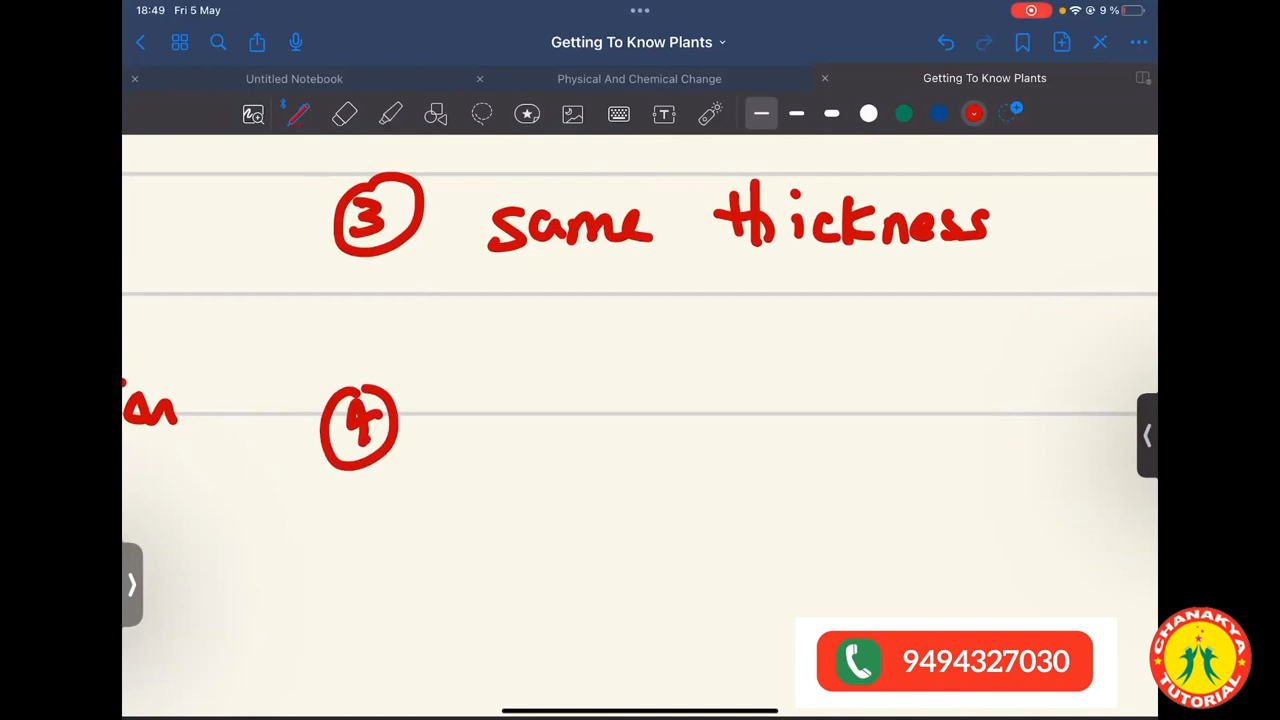 18:49 Fri 5 May
9 %
Getting To Know Plants
Untitled Notebook
Physical And Chemical Change
Getting To Know Plants
T
3 same thickness
4
9494327030
CHANAKYA
TUTORIAL